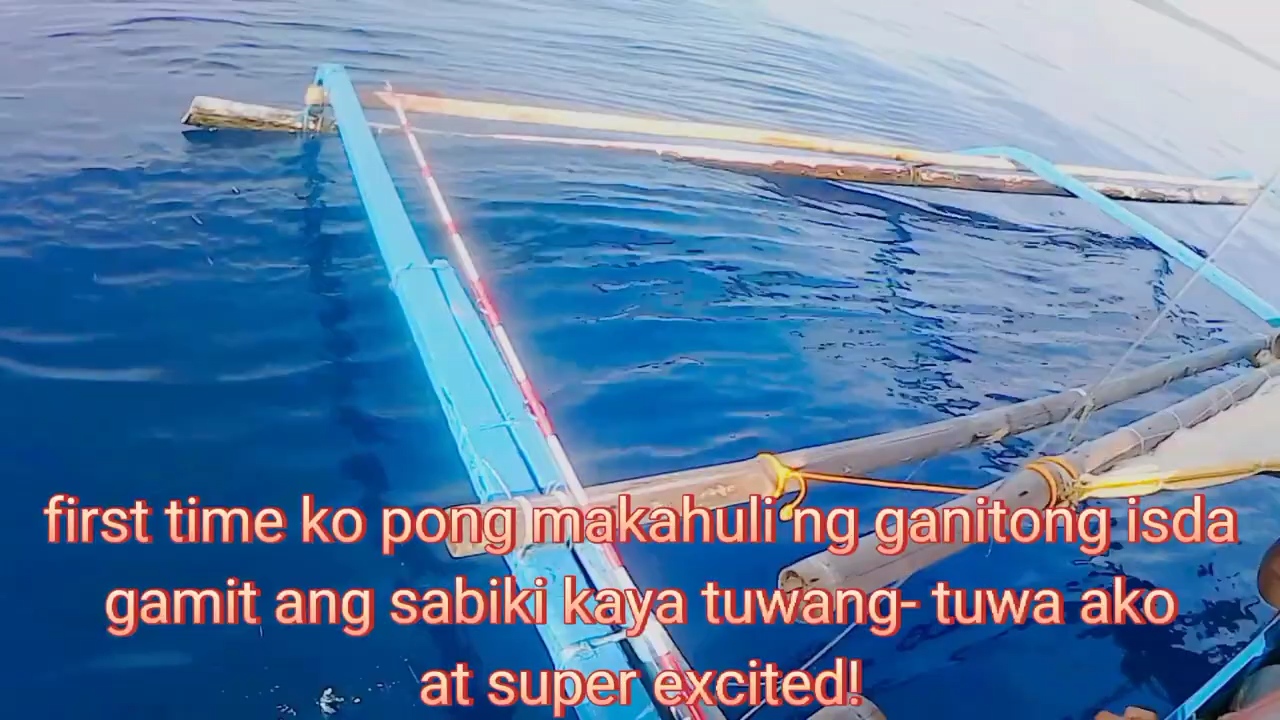 first time ko pong makahuli ng ganitong isda
gamit ang sabiki kaya tuwang- tuwa ako
at super excited!